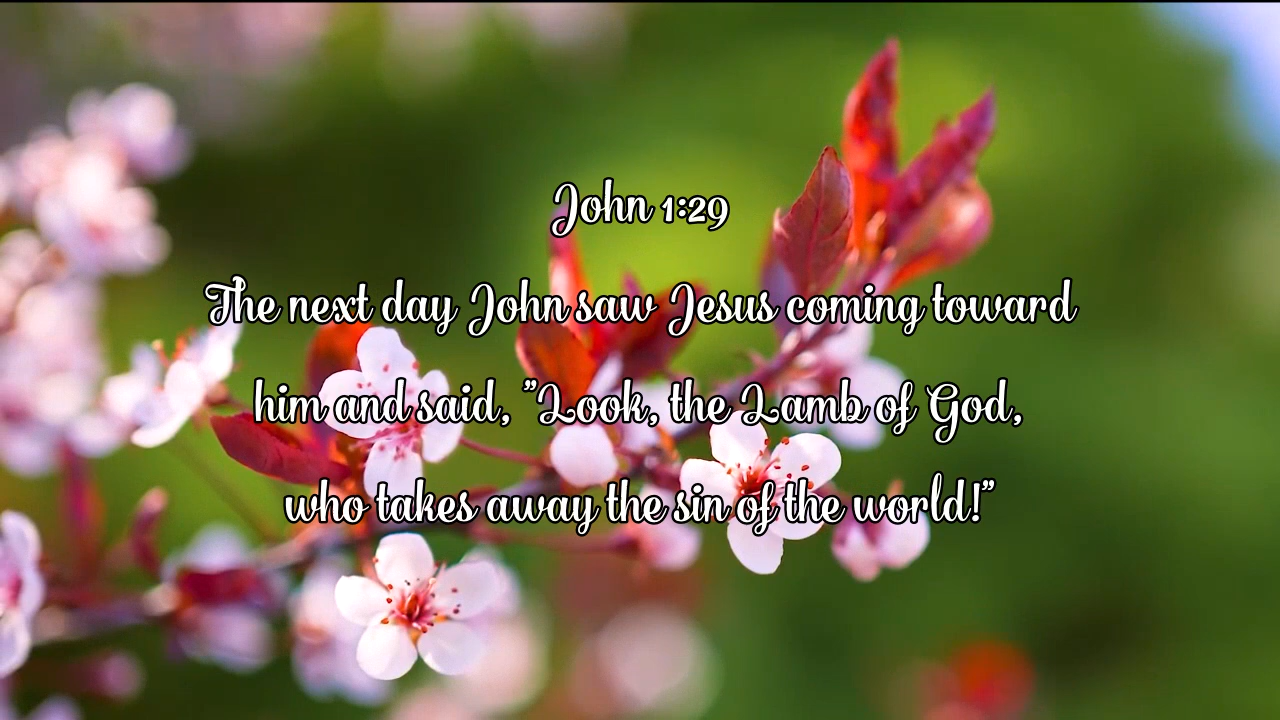 John 1:29
The next day John saw Jesus coming toward
him and said, "Look, the Lamb of God,
who takes away the sin of the world!"